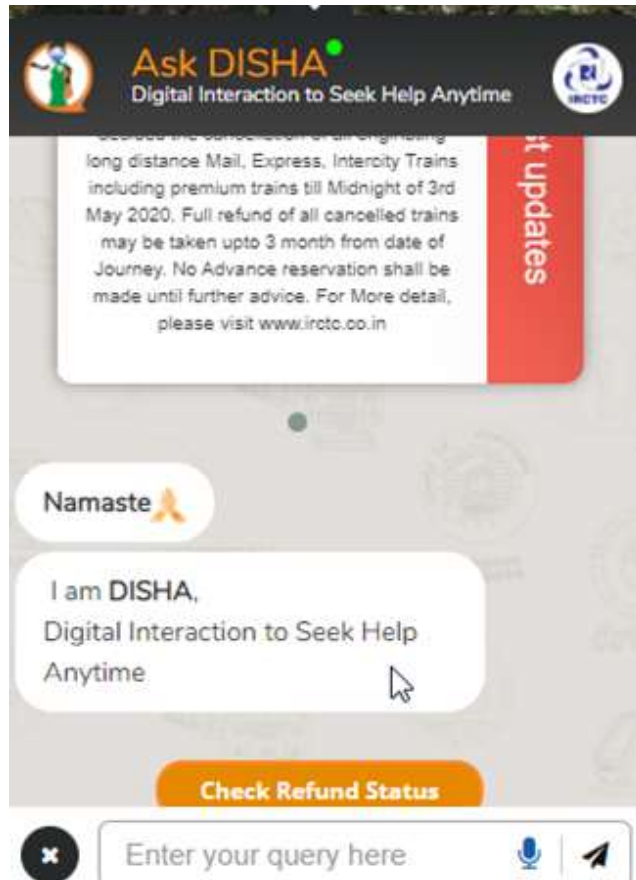 Ask DISHA
Digital Interaction to Seek Help Anytime
IRCTC
long distance Mail, Express, Intercity Trains
including premium trains till Midnight of 3rd
May 2020. Full refund of all cancelled trains
may be taken upto 3 month from date of
Journey. No Advance reservation shall be
made until further advice. For More detail,
please visit www.irctc.co.in
st updates
Namaste
I am DISHA,
Digital Interaction to Seek Help
Anytime
Check Refund Status
Enter your query here